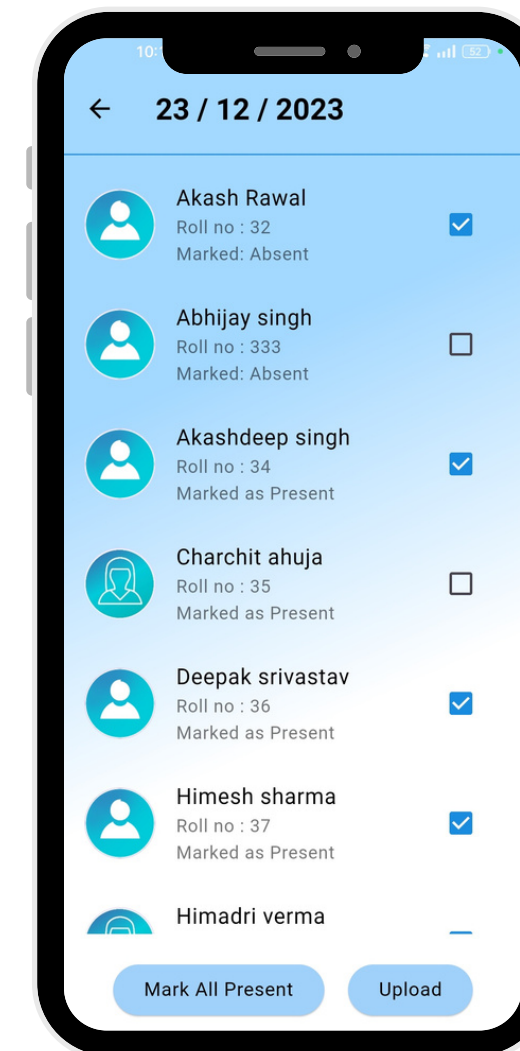 23 / 12 / 2023
Akash Rawal
Roll no : 32
Marked: Absent
Abhijay singh
Roll no : 333
Marked: Absent
Akashdeep singh
Roll no : 34
Marked as Present
Charchit ahuja
Roll no : 35
Marked as Present
Deepak srivastav
Roll no : 36
Marked as Present
Himesh sharma
Roll no : 37
Marked as Present
Himadri verma
Mark All Present Upload